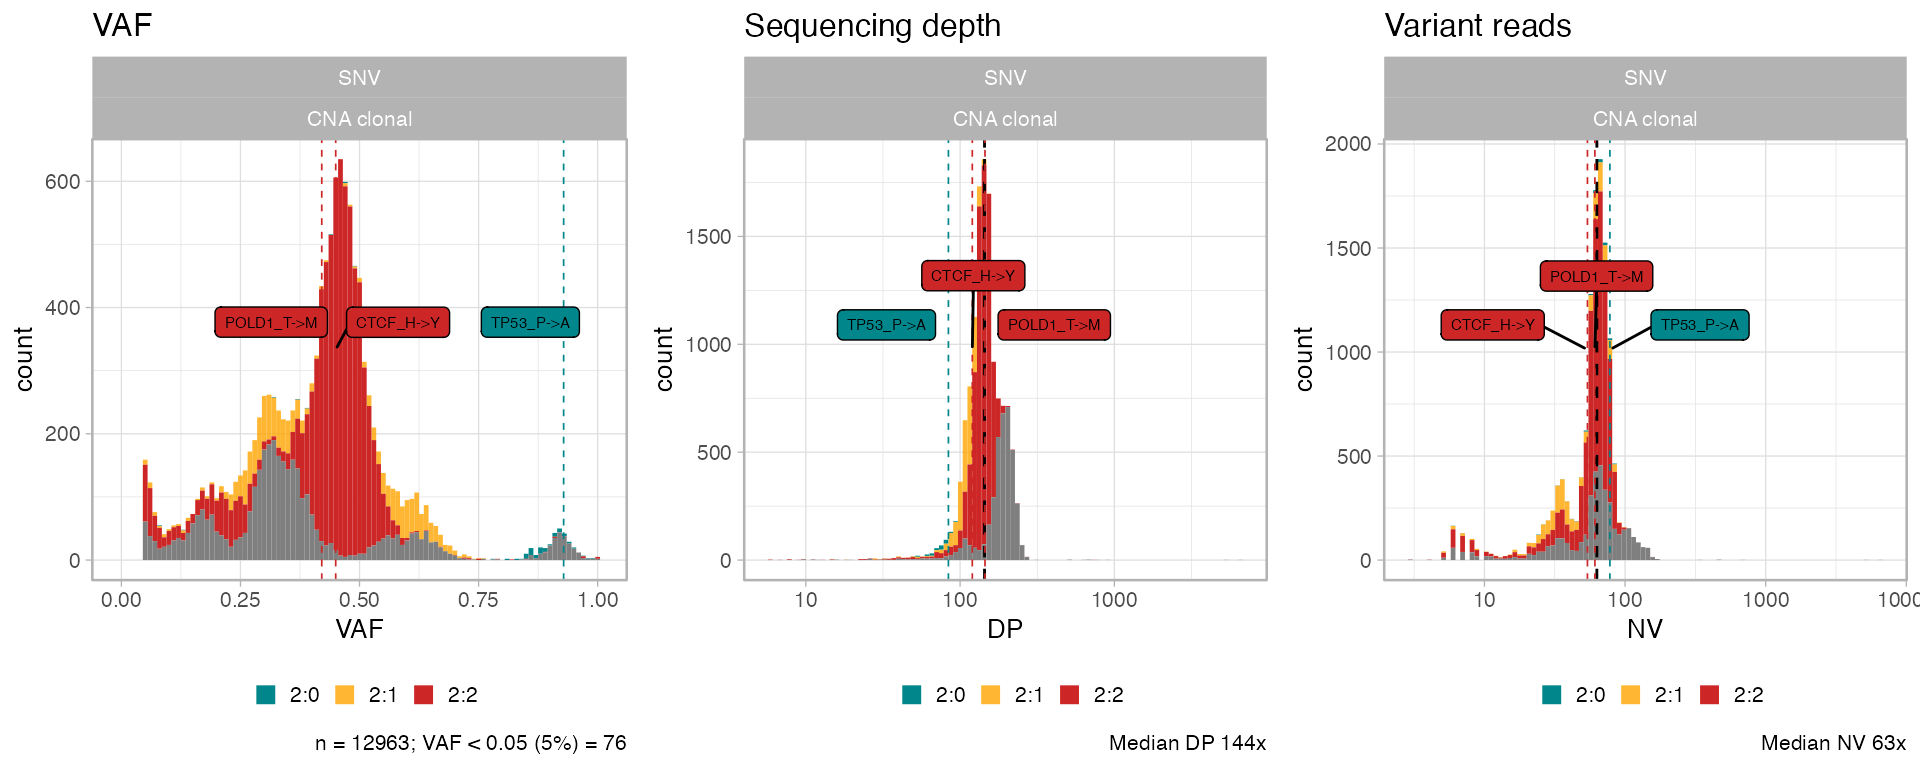 VAF
SNV
CNA clonal
600
400
200
0
count
POLD1_T->M
CTCF_H->Y
TP53_P->A
0.00 0.25 0.50 0.75 1.00
VAF
2:0 2:1 2:2
n = 12963; VAF < 0.05 (5%) = 76
Sequencing depth
SNV
CNA clonal
1500
1000
500
0
count
CTCF_H->Y
TP53_P->A
POLD1_T->M
10 100 1000
DP
2:0 2:1 2:2
Median DP 144x
Variant reads
SNV
CNA clonal
2000
1500
1000
500
0
count
POLD1_T->M
CTCF_H->Y
TP53_P->A
10 100 1000 1000
NV
2:0 2:1 2:2
Median NV 63x